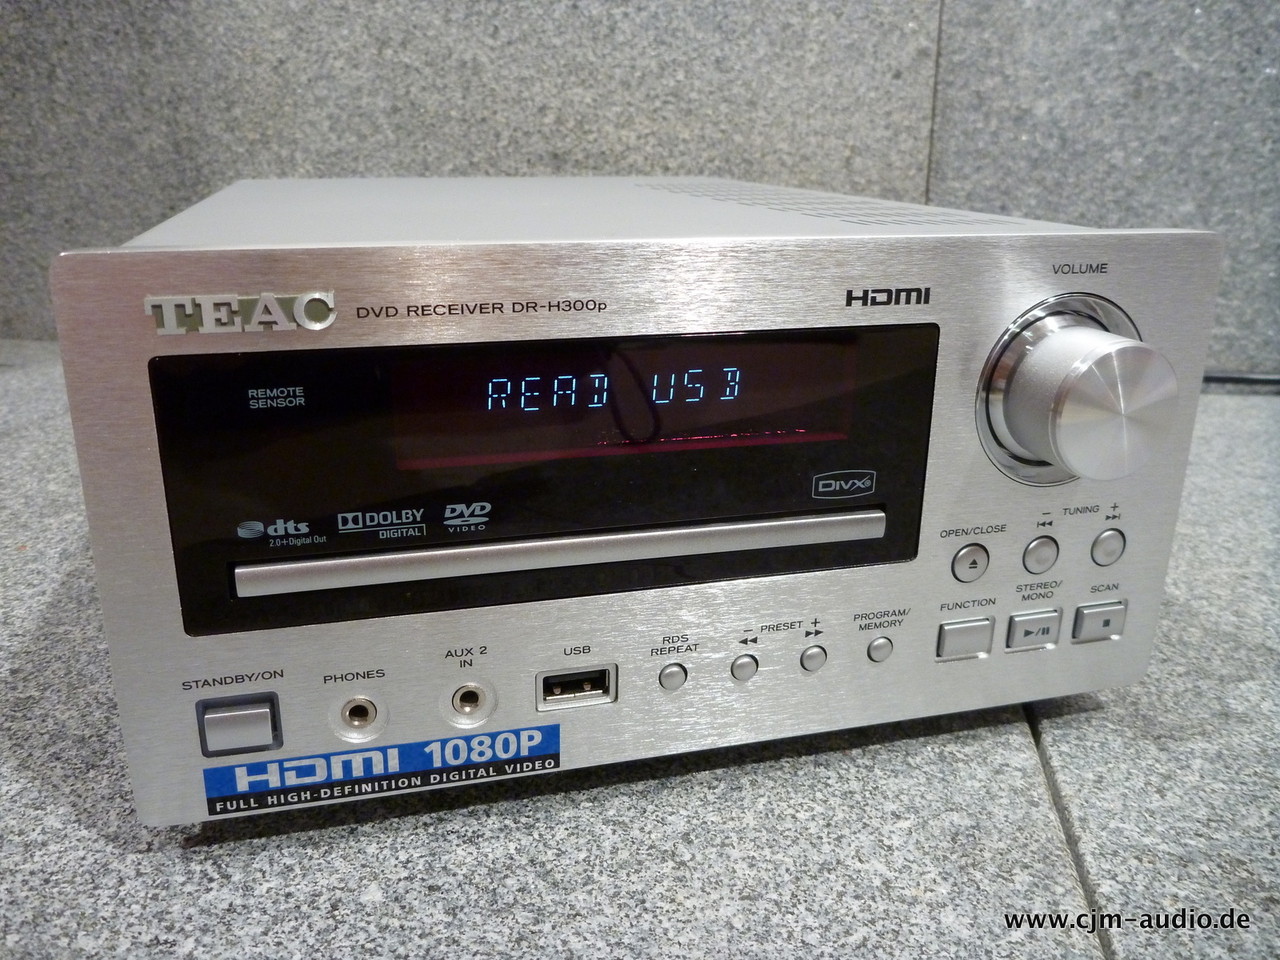 VOLUME
TEAC DVD RECEIVER DR-H300p HDMI
REMOTE
SENSOR
READ USB
DIVX®
dts
2.0+Digital Out
DOLBY
DIGITAL
DVD
VIDEO
OPEN/CLOSE
− TUNING +
FUNCTION
STEREO/
MONO
SCAN
STANDBY/ON
PHONES
AUX 2
IN
USB
RDS
REPEAT
− PRESET +
PROGRAM/
MEMORY
HDMI 1080P
FULL HIGH-DEFINITION DIGITAL VIDEO
www.cjm-audio.de